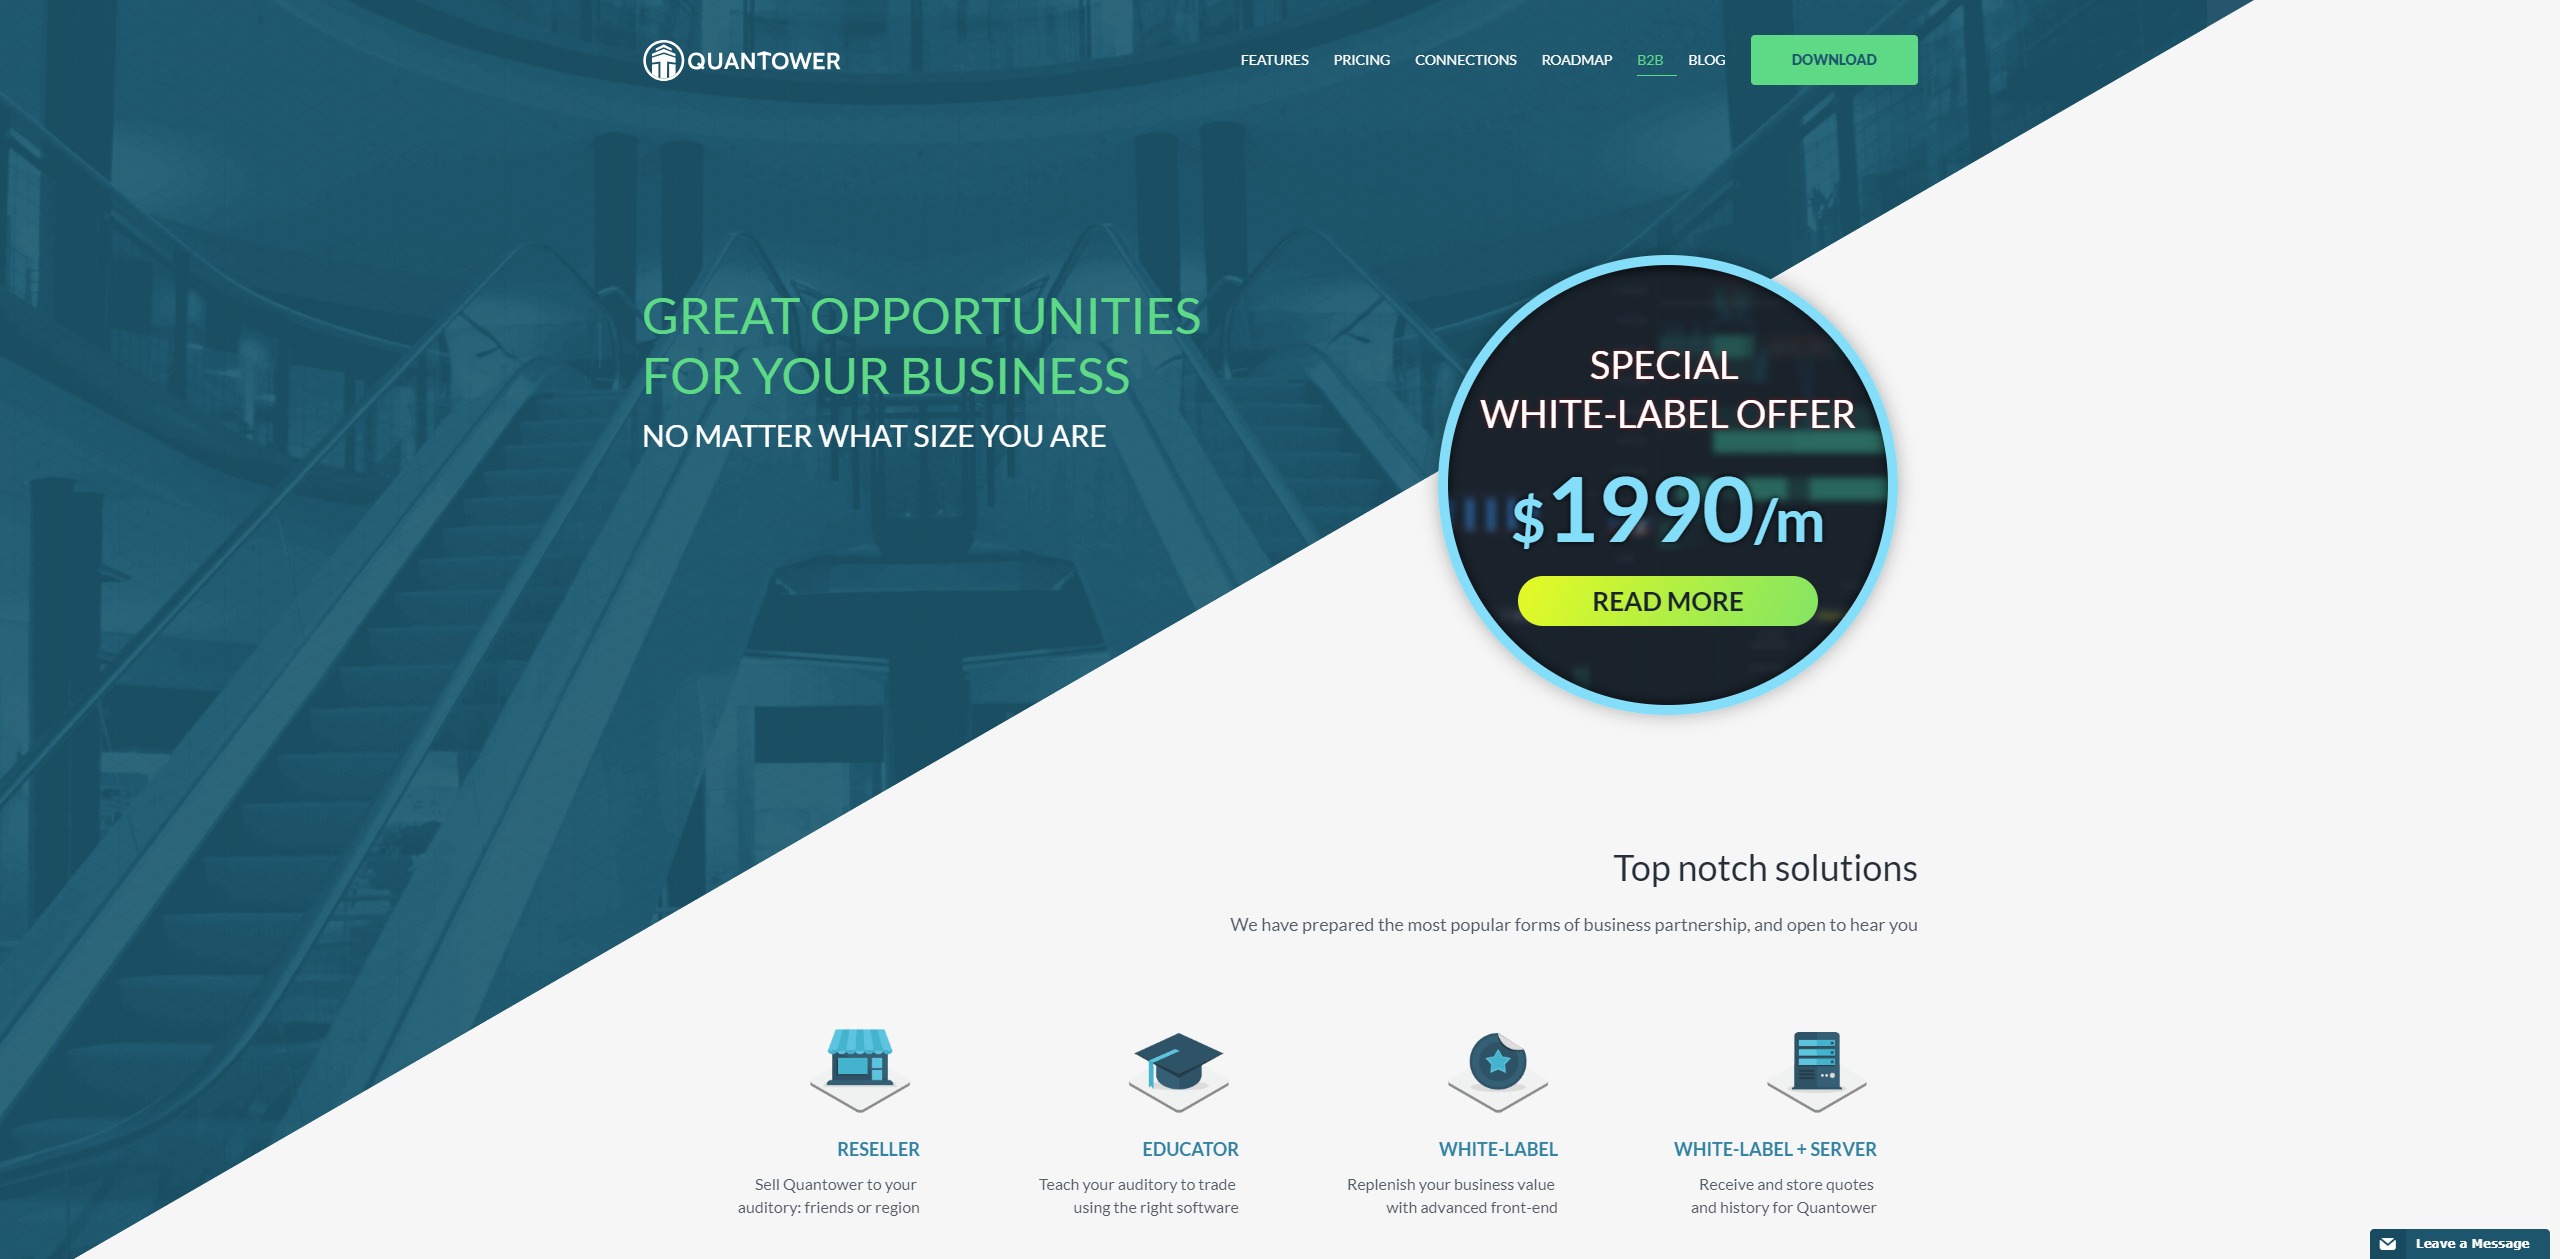 QUANTOWER
FEATURES PRICING CONNECTIONS ROADMAP B2B BLOG DOWNLOAD
GREAT OPPORTUNITIES
FOR YOUR BUSINESS
NO MATTER WHAT SIZE YOU ARE
SPECIAL
WHITE-LABEL OFFER
$1990/m
READ MORE
Top notch solutions
We have prepared the most popular forms of business partnership, and open to hear you
RESELLER
Sell Quantower to your
auditory: friends or region
EDUCATOR
Teach your auditory to trade
using the right software
WHITE-LABEL
Replenish your business value
with advanced front-end
WHITE-LABEL + SERVER
Receive and store quotes
and history for Quantower
Leave a Message